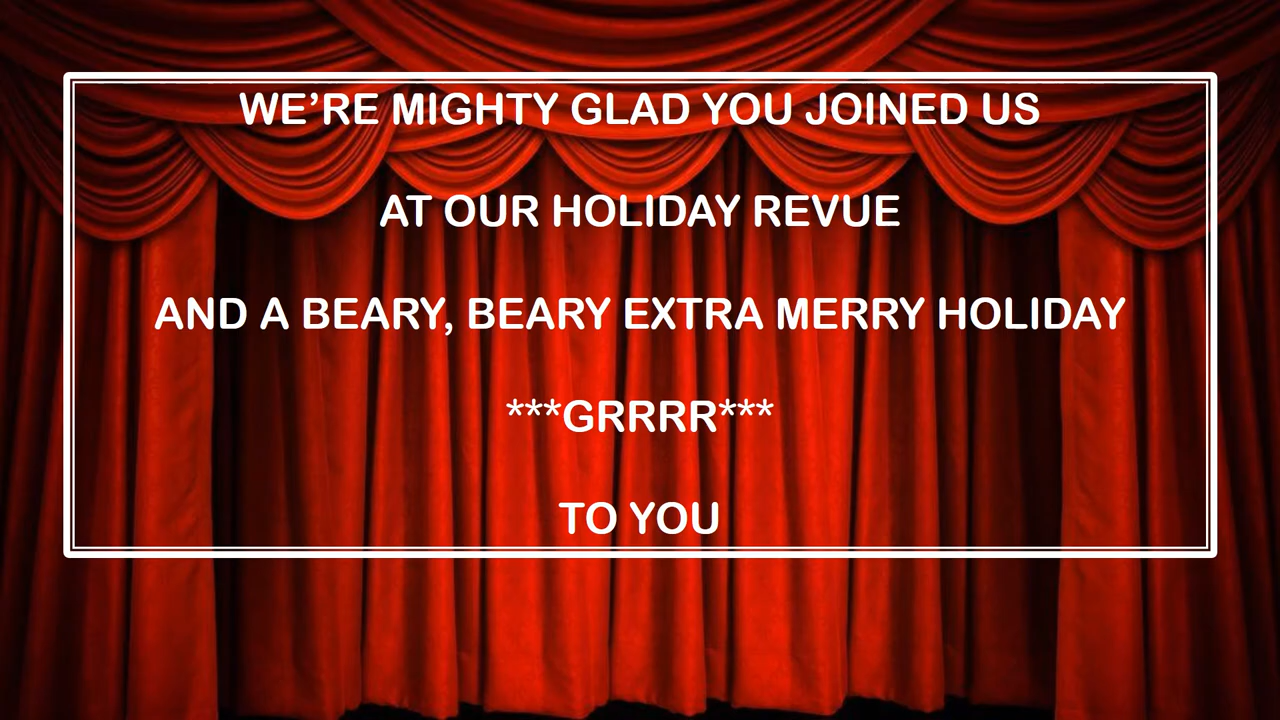 WE’RE MIGHTY GLAD YOU JOINED US
AT OUR HOLIDAY REVUE
AND A BEARY, BEARY EXTRA MERRY HOLIDAY
***GRRRR***
TO YOU